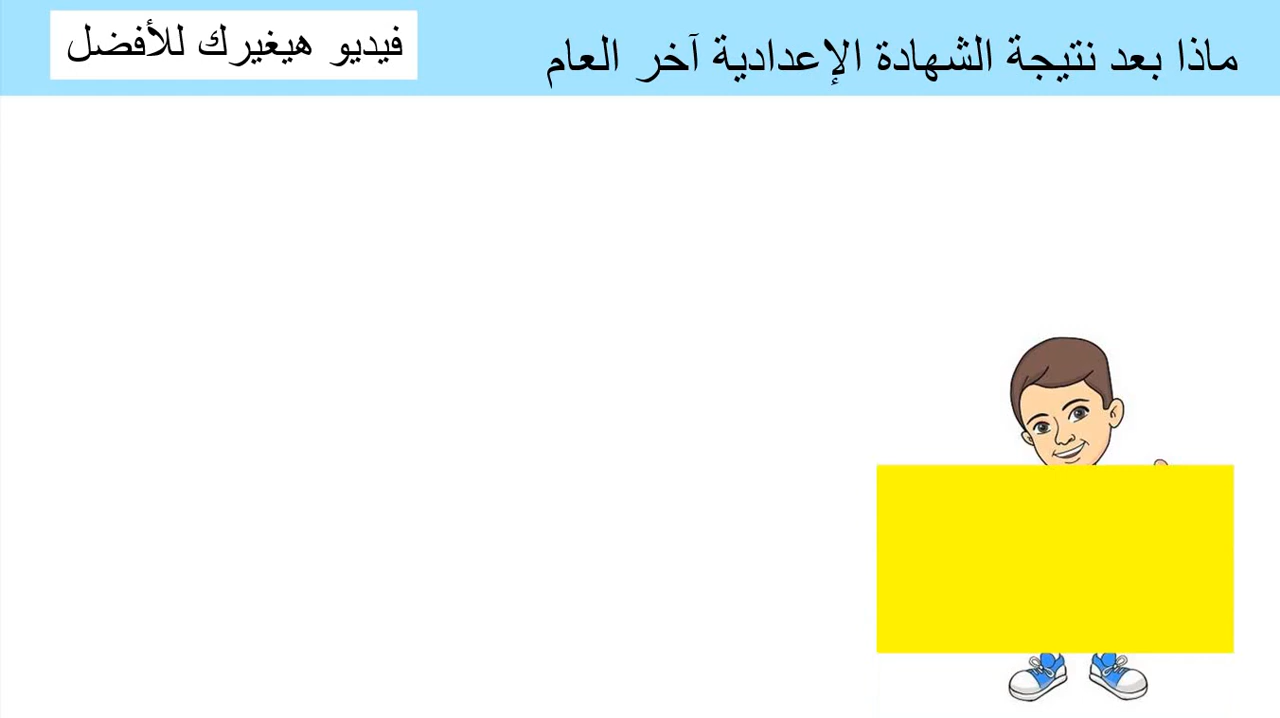 ماذا بعد نتيجة الشهادة الإعدادية آخر العام
فيديو هيغيرك للأفضل